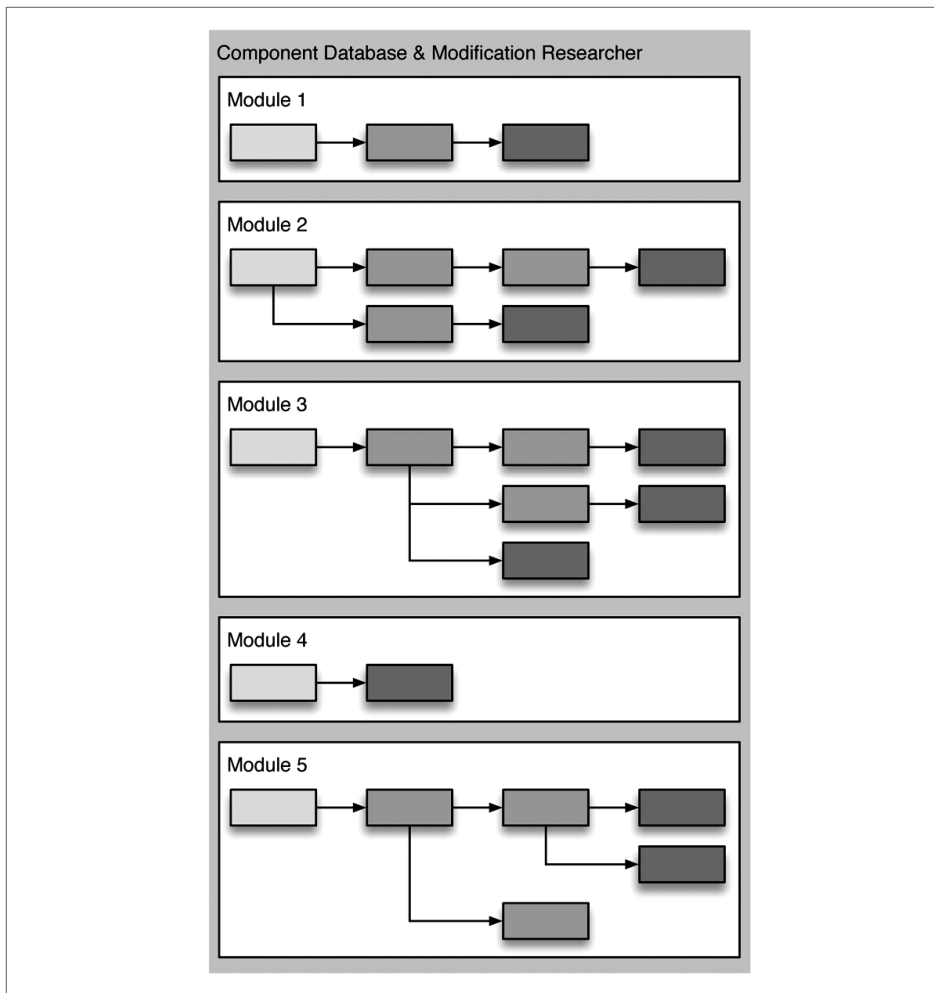 Component Database & Modification Researcher
Module 1
Module 2
Module 3
Module 4
Module 5